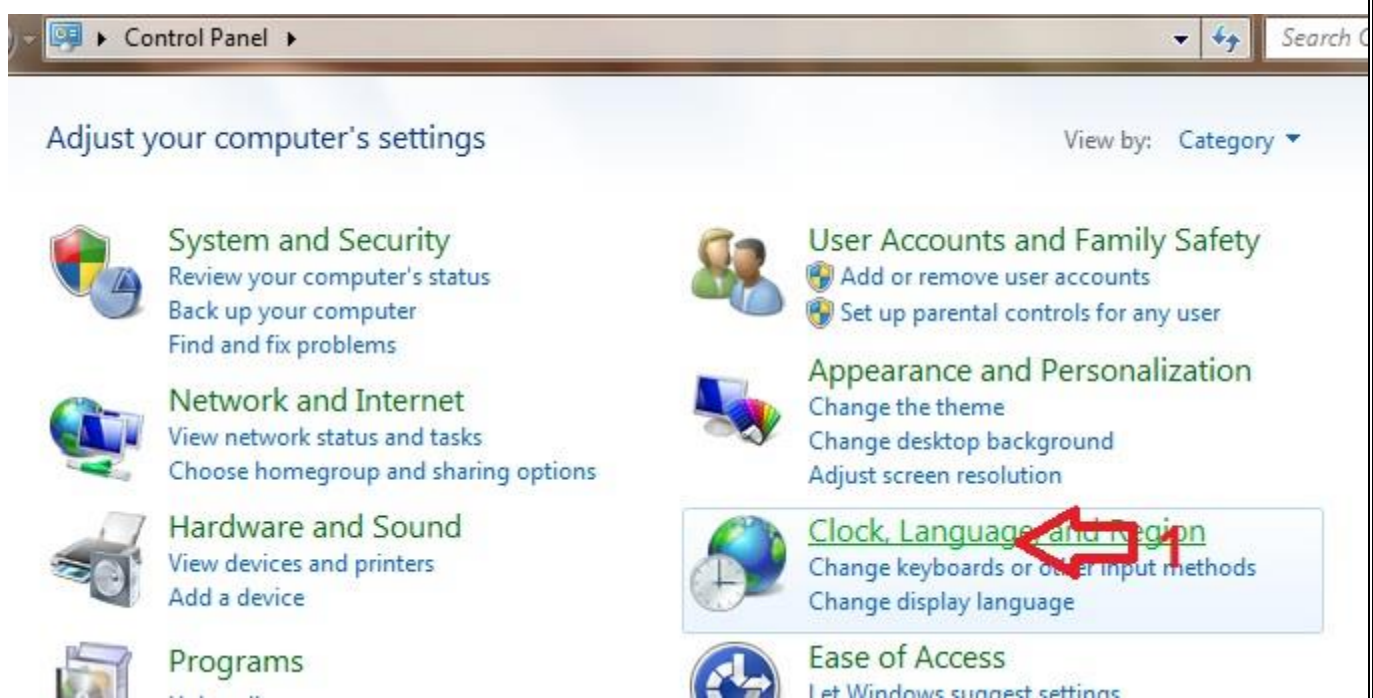 Control Panel
Search
Adjust your computer's settings
View by: Category
System and Security
Review your computer's status
Back up your computer
Find and fix problems
Network and Internet
View network status and tasks
Choose homegroup and sharing options
Hardware and Sound
View devices and printers
Add a device
Programs
User Accounts and Family Safety
Add or remove user accounts
Set up parental controls for any user
Appearance and Personalization
Change the theme
Change desktop background
Adjust screen resolution
Clock, Language, and Region
1
Change keyboards or other input methods
Change display language
Ease of Access
Let Windows suggest settings